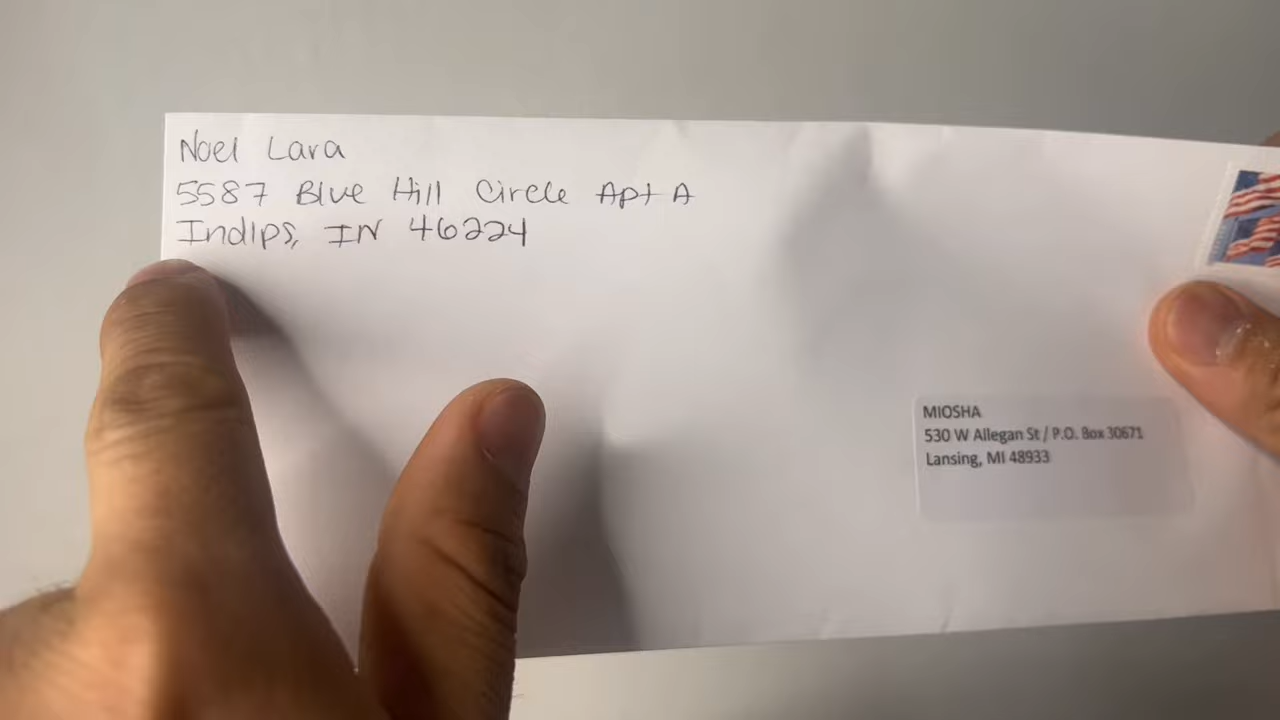 Noel Lara
5587 Blue Hill Circle Apt A
Indlps, IN 46224
MIOSHA
530 W Allegan St / P.O. Box 30671
Lansing, MI 48933